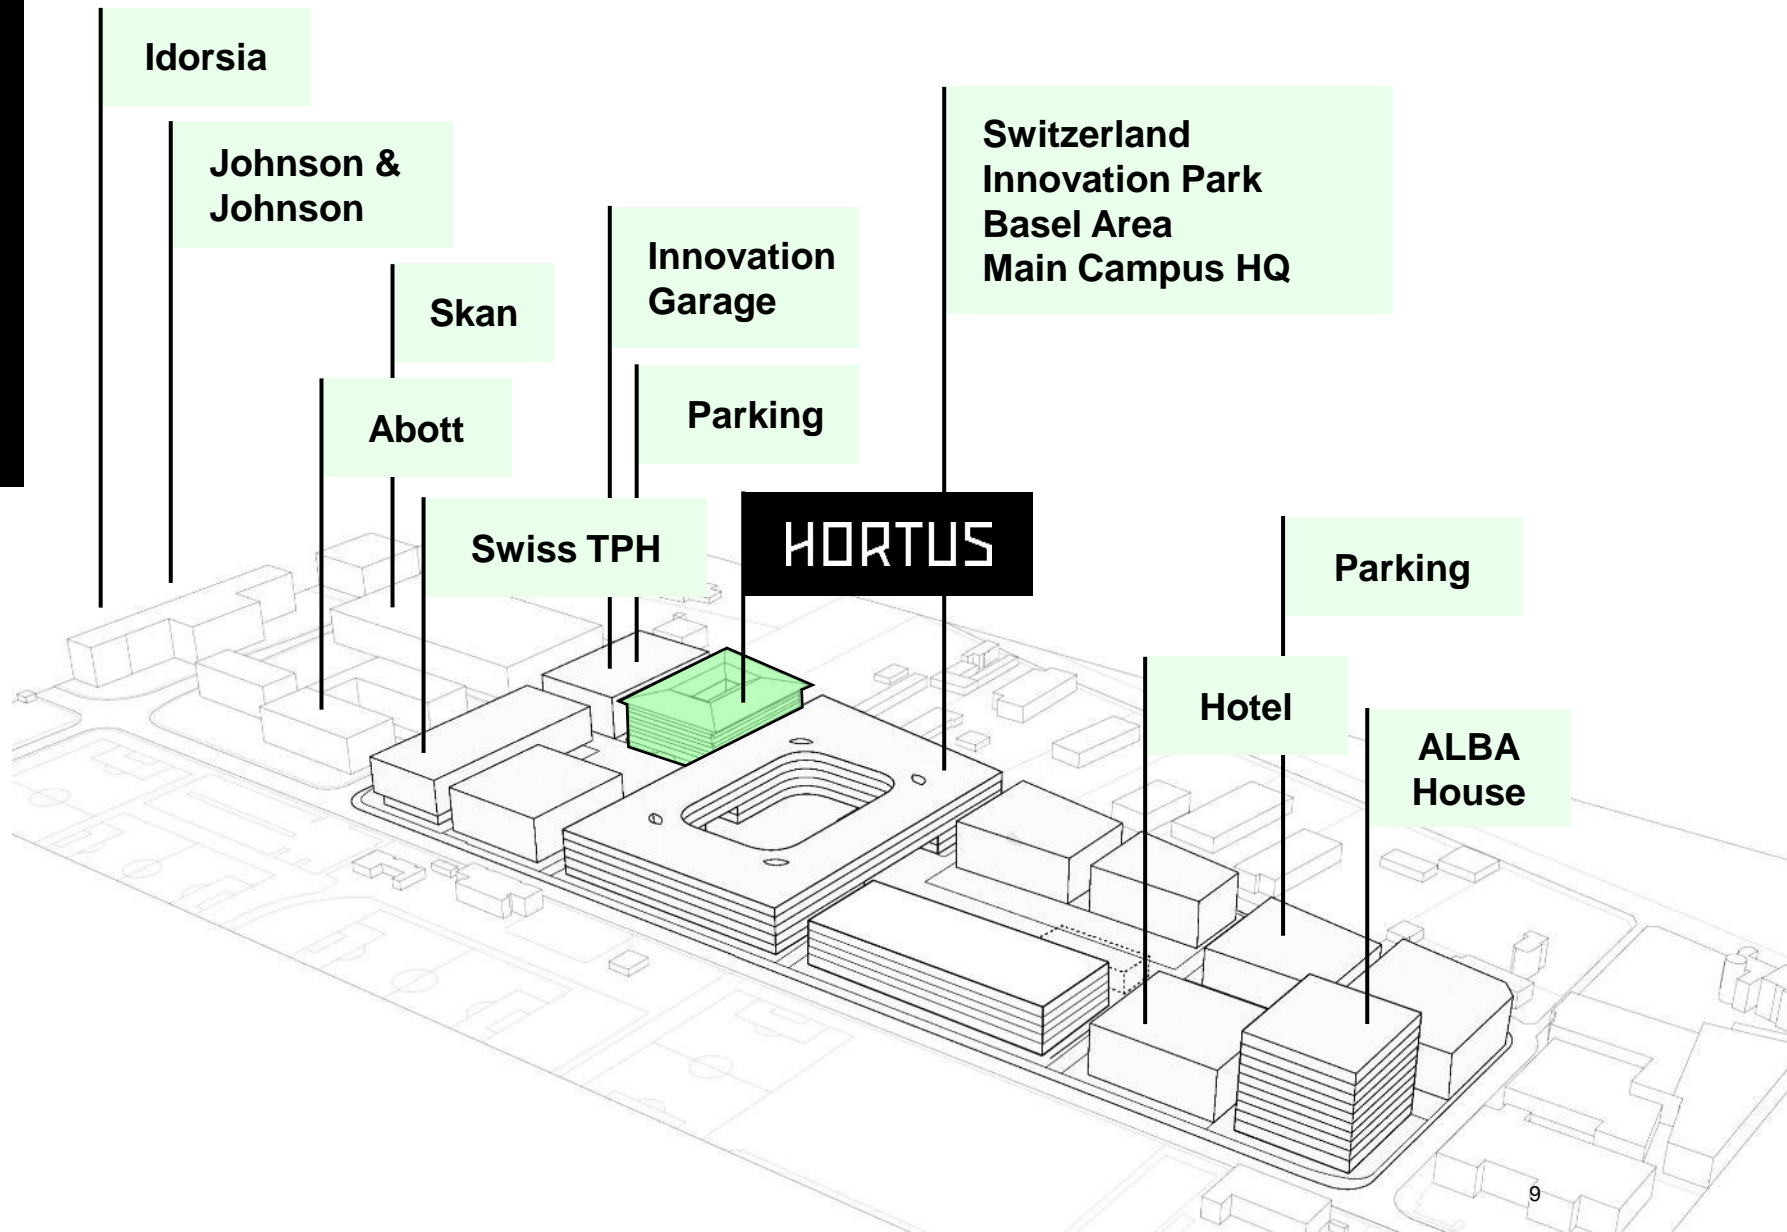 Idorsia
Johnson &
Johnson
Switzerland
Innovation Park
Basel Area
Main Campus HQ
Innovation
Garage
Skan
Parking
Abott
Swiss TPH
HORTUS
Parking
Hotel
ALBA
House
9